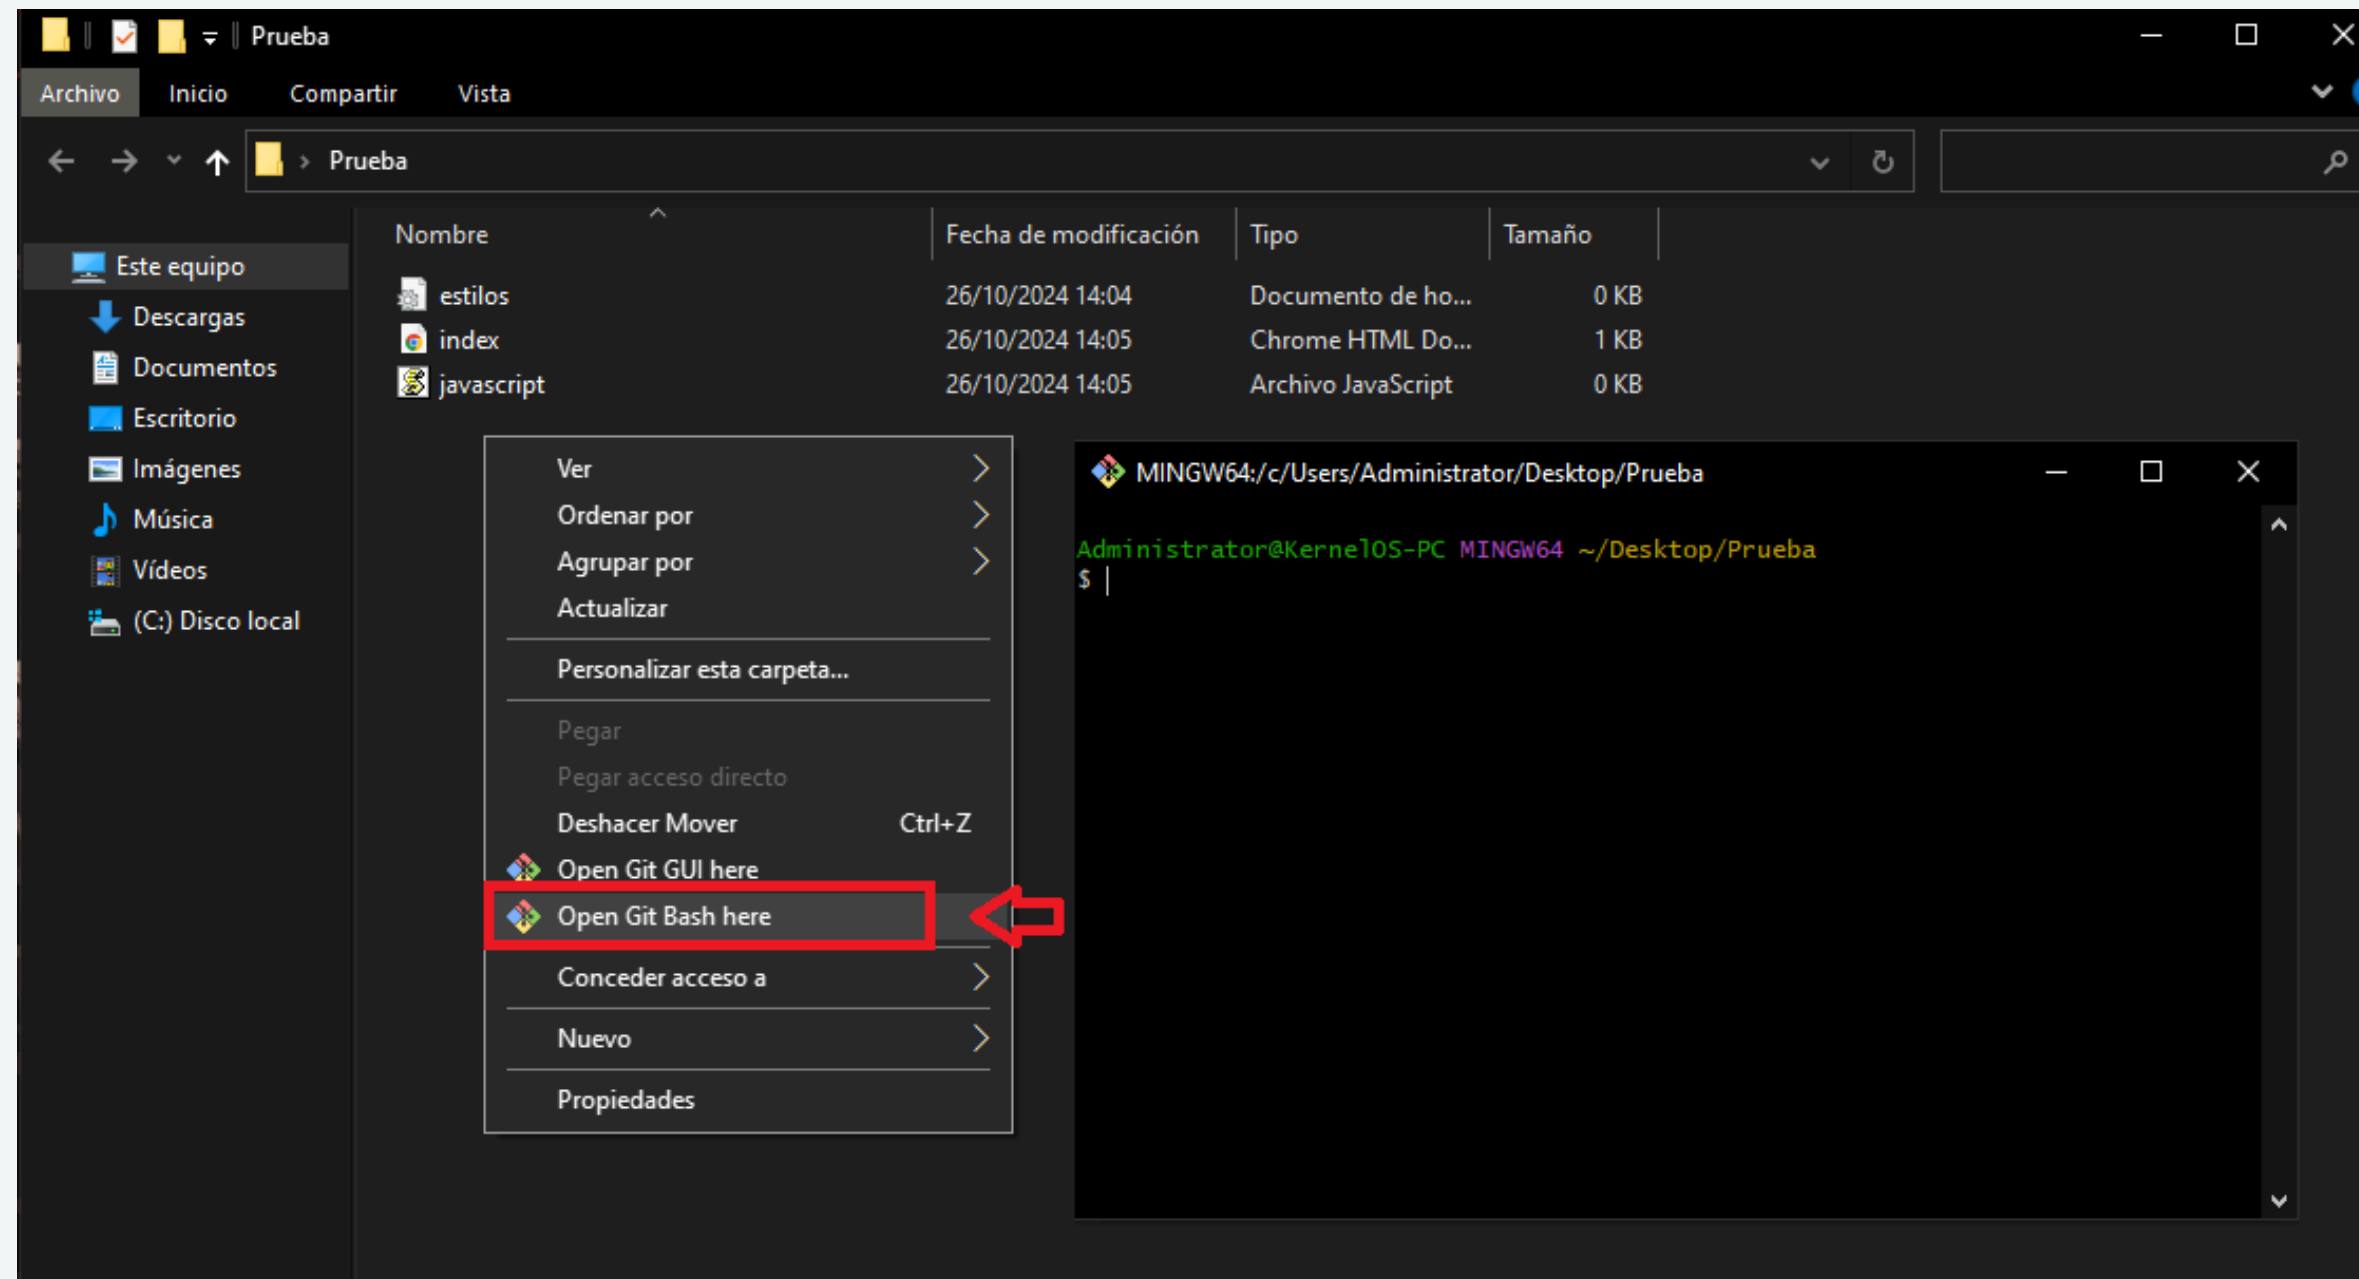 Prueba
Archivo Inicio Compartir Vista
Prueba
Nombre Fecha de modificación Tipo Tamaño
Este equipo
Descargas
Documentos
Escritorio
Imágenes
Música
Vídeos
(C:) Disco local
estilos 26/10/2024 14:04 Documento de ho... 0 KB
index 26/10/2024 14:05 Chrome HTML Do... 1 KB
javascript 26/10/2024 14:05 Archivo JavaScript 0 KB
Ver
Ordenar por
Agrupar por
Actualizar
Personalizar esta carpeta...
Pegar
Pegar acceso directo
Deshacer Mover Ctrl+Z
Open Git GUI here
Open Git Bash here
Conceder acceso a
Nuevo
Propiedades
MINGW64:/c/Users/Administrator/Desktop/Prueba
Administrator@KernelOS-PC MINGW64 ~/Desktop/Prueba
$